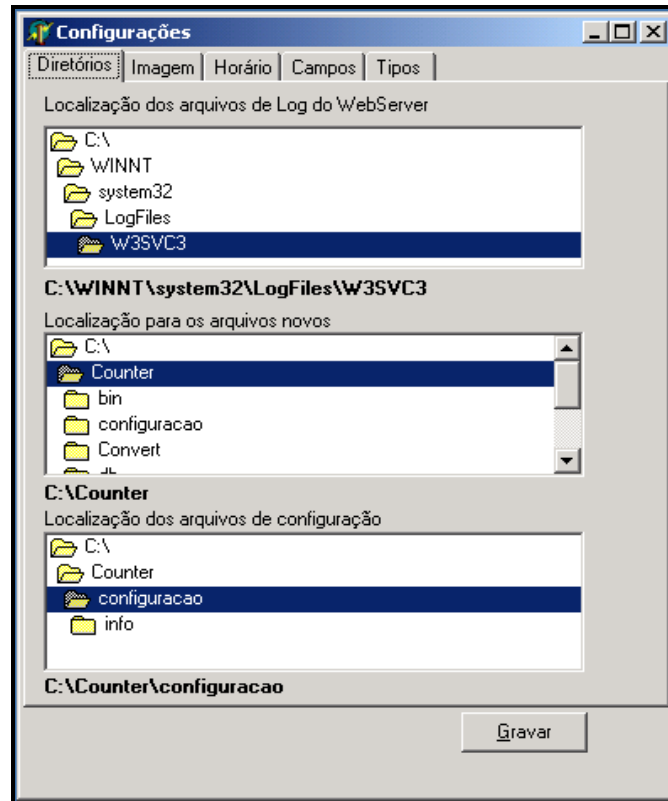 Configurações
Diretórios Imagem Horário Campos Tipos
Localização dos arquivos de Log do WebServer
C:\
WINNT
system32
LogFiles
W3SVC3
C:\WINNT\system32\LogFiles\W3SVC3
Localização para os arquivos novos
C:\
Counter
bin
configuracao
Convert
C:\Counter
Localização dos arquivos de configuração
C:\
Counter
configuracao
info
C:\Counter\configuracao
Gravar